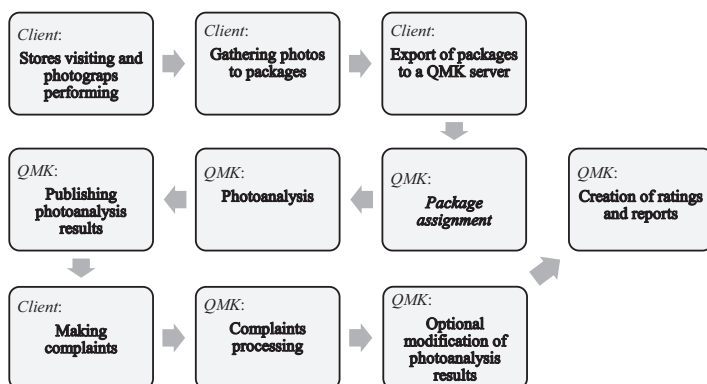 Client:
Stores visiting and
photograps
performing
Client:
Gathering photos
to packages
Client:
Export of packages
to a QMK server
QMK:
Package
assignment
QMK:
Photoanalysis
QMK:
Publishing
photoanalysis
results
Client:
Making
complaints
QMK:
Complaints
processing
QMK:
Optional
modification of
photoanalysis
results
QMK:
Creation of ratings
and reports